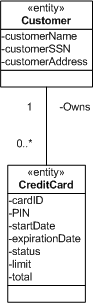 «entity»
Customer
-customerName
-customerSSN
-customerAddress
1
-Owns
0..*
«entity»
CreditCard
-cardID
-PIN
-startDate
-expirationDate
-status
-limit
-total